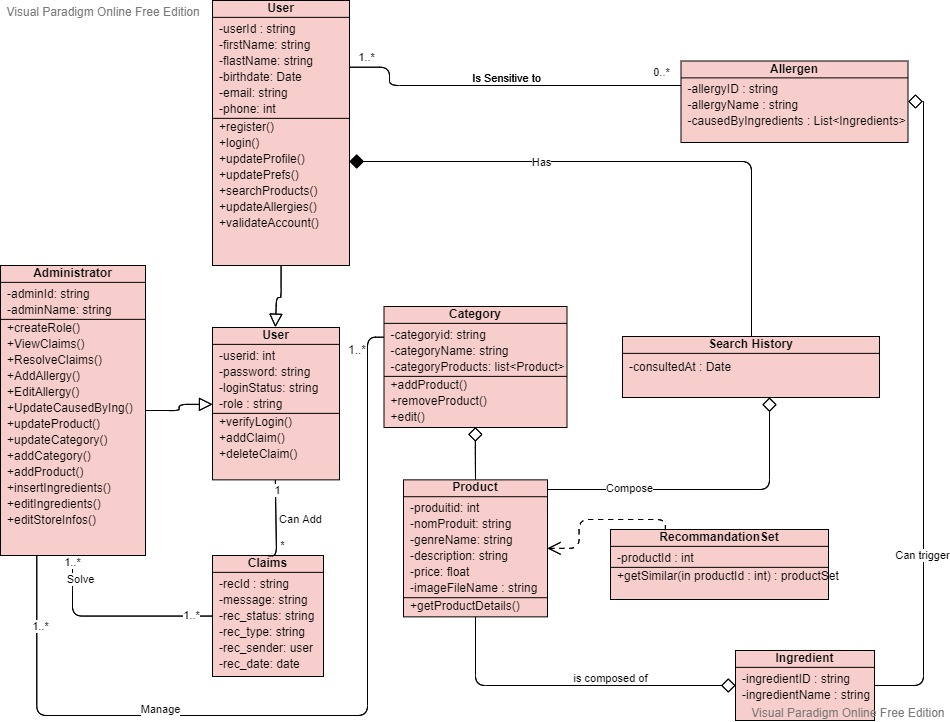 Visual Paradigm Online Free Edition
User
-userId : string
-firstName: string
-flastName: string
-birthdate: Date
-email: string
-phone: int
+register()
+login()
+updateProfile()
+updatePrefs()
+searchProducts()
+updateAllergies()
+validateAccount()
1..*
Is Sensitive to
0..*
Allergen
-allergyID : string
-allergyName : string
-causedByIngredients : List<Ingredients>
Has
Administrator
-adminId: string
-adminName: string
+createRole()
+ViewClaims()
+ResolveClaims()
+AddAllergy()
+EditAllergy()
+UpdateCausedByIng()
+updateProduct()
+updateCategory()
+addCategory()
+addProduct()
+insertIngredients()
+editIngredients()
+editStoreInfos()
User
-userid: int
-password: string
-loginStatus: string
-role : string
+verifyLogin()
+addClaim()
+deleteClaim()
1..*
Category
-categoryid: string
-categoryName: string
-categoryProducts: list<Product>
+addProduct()
+removeProduct()
+edit()
Search History
-consultedAt : Date
1
Can Add
*
Product
-produitid: int
-nomProduit: string
-genreName: string
-description: string
-price: float
-imageFileName : string
+getProductDetails()
Compose
RecommandationSet
-productId : int
+getSimilar(in productId : int) : productSet
Can trigger
Claims
-recId : string
-message: string
-rec_status: string
-rec_type: string
-rec_sender: user
-rec_date: date
1..*
Solve
1..*
1..*
Manage
is composed of
Ingredient
-ingredientID : string
-ingredientName : string
Visual Paradigm Online Free Edition